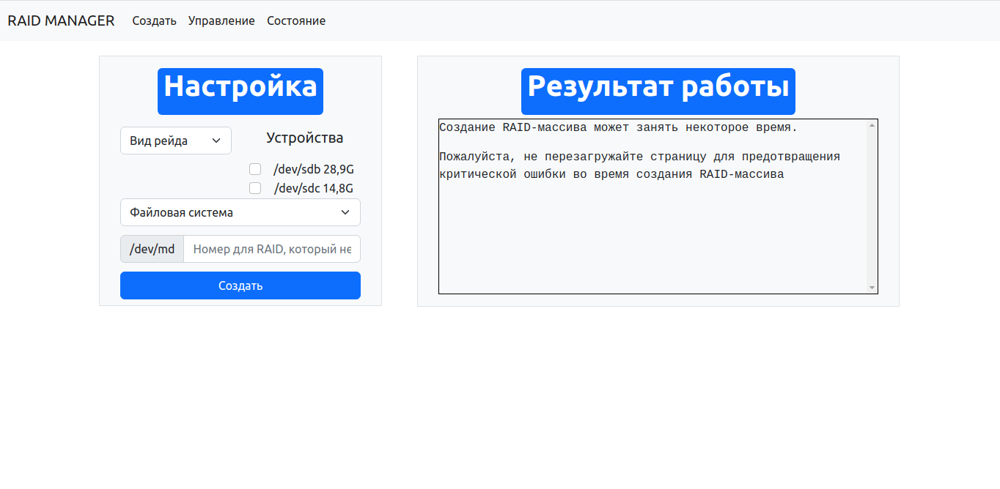 RAID MANAGER Создать Управление Состояние
Настройка
Вид рейда
Устройства
/dev/sdb 28,9G
/dev/sdc 14,8G
Файловая система
/dev/md Номер для RAID, который не
Создать
Результат работы
Создание RAID-массива может занять некоторое время.
Пожалуйста, не перезагружайте страницу для предотвращения
критической ошибки во время создания RAID-массива